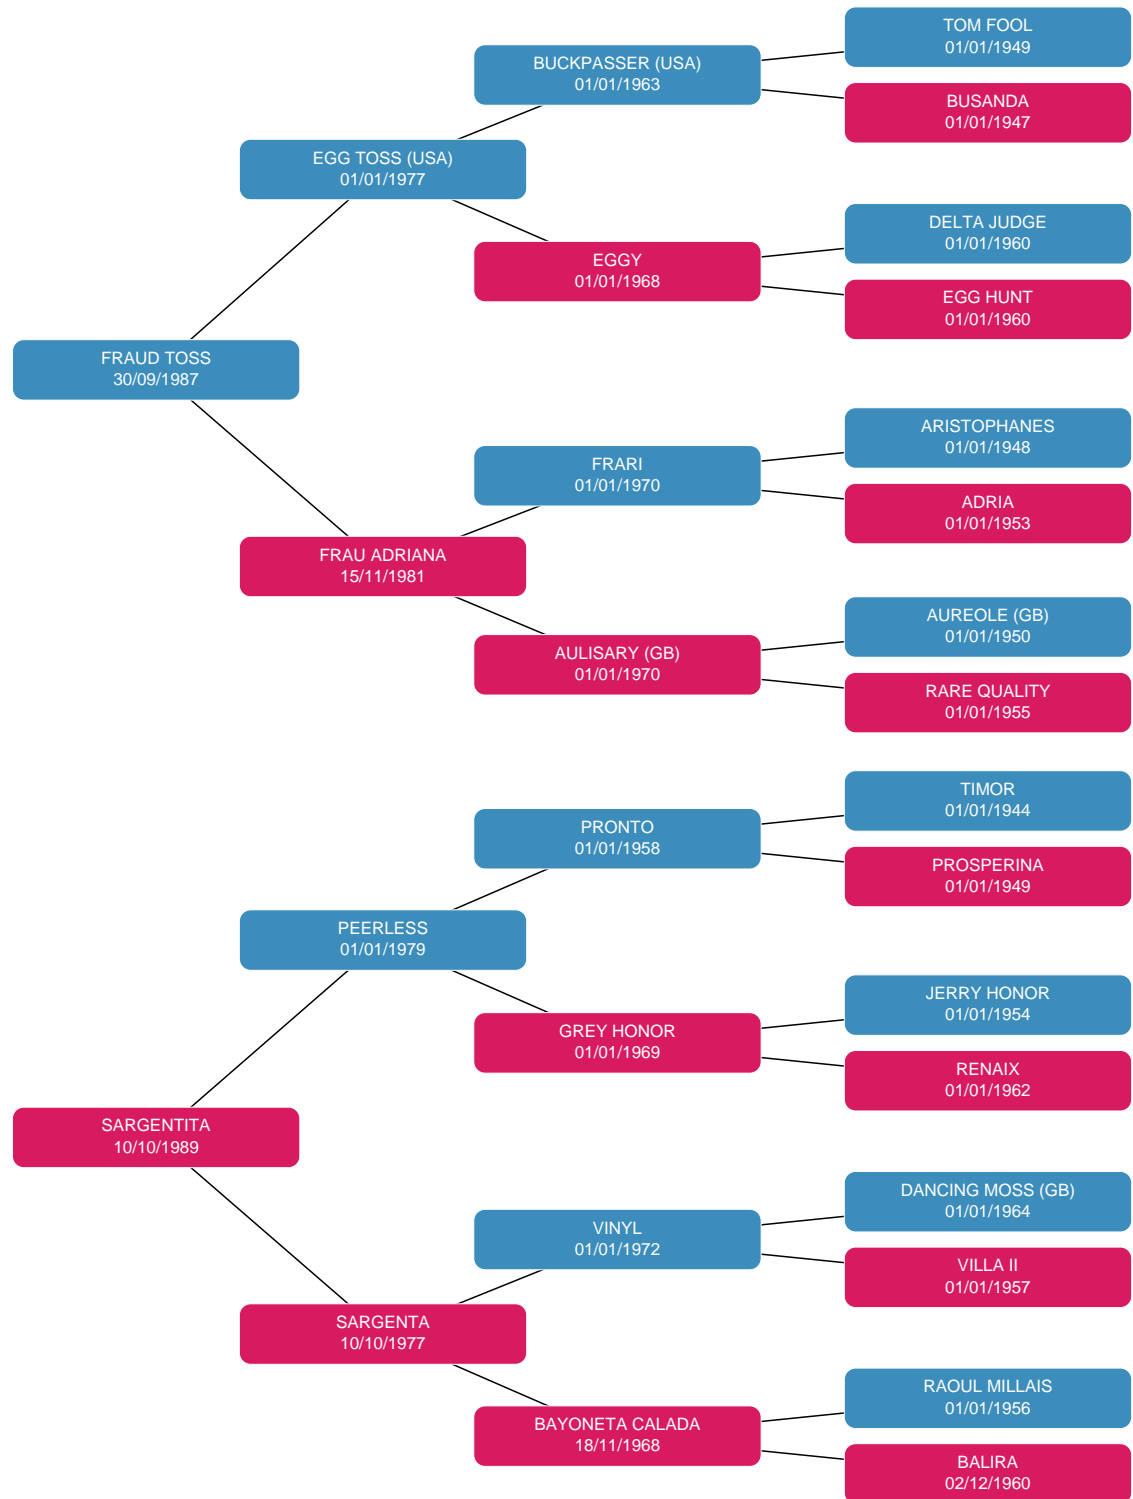 TOM FOOL
01/01/1949
BUCKPASSER (USA)
01/01/1963
BUSANDA
01/01/1947
EGG TOSS (USA)
01/01/1977
DELTA JUDGE
01/01/1960
EGGY
01/01/1968
EGG HUNT
01/01/1960
FRAUD TOSS
30/09/1987
ARISTOPHANES
01/01/1948
FRARI
01/01/1970
ADRIA
01/01/1953
FRAU ADRIANA
15/11/1981
AUREOLE (GB)
01/01/1950
AULISARY (GB)
01/01/1970
RARE QUALITY
01/01/1955
TIMOR
01/01/1944
PRONTO
01/01/1958
PROSPERINA
01/01/1949
PEERLESS
01/01/1979
JERRY HONOR
01/01/1954
GREY HONOR
01/01/1969
RENAIX
01/01/1962
SARGENTITA
10/10/1989
DANCING MOSS (GB)
01/01/1964
VINYL
01/01/1972
VILLA II
01/01/1957
SARGENTA
10/10/1977
RAOUL MILLAIS
01/01/1956
BAYONETA CALADA
18/11/1968
BALIRA
02/12/1960